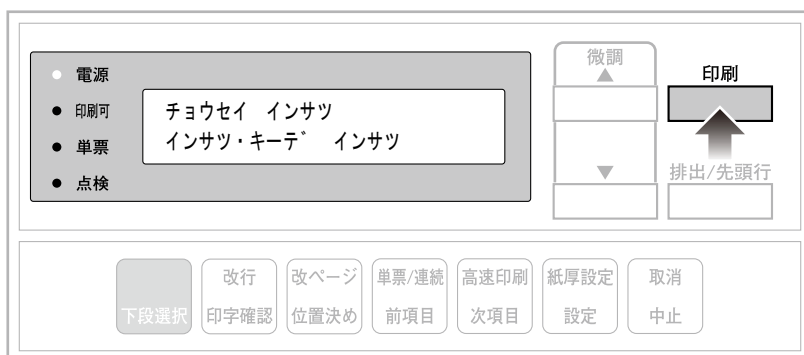 電源
印刷可
単票
点検
チョウセイ インサツ
インサツ・キーデ インサツ
微調
▲
▼
印刷
排出/先頭行
下段選択
改行
印字確認
改ページ
位置決め
単票/連続
前項目
高速印刷
次項目
紙厚設定
設定
取消
中止